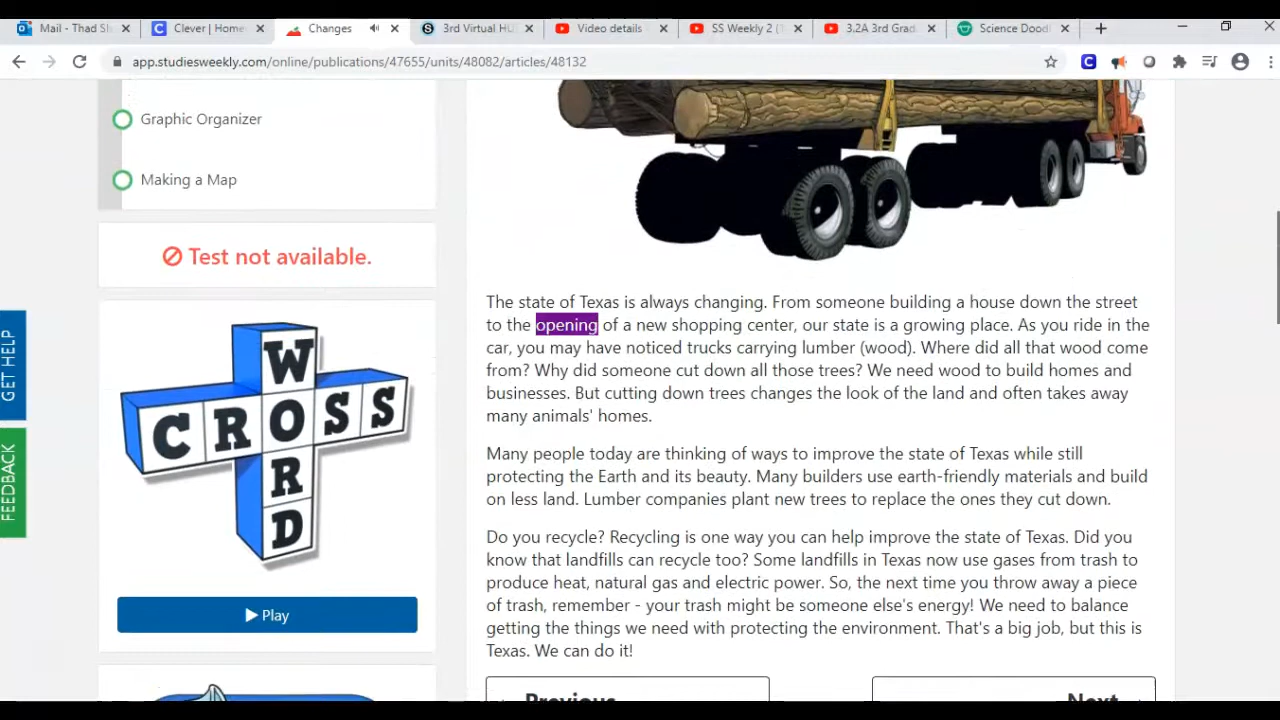 Mail - Thad Sh
Clever | Home
Changes
3rd Virtual HU
Video details
SS Weekly 2 (
3.2A 3rd Grad
Science Dood
app.studiesweekly.com/online/publications/47655/units/48082/articles/48132
Graphic Organizer
Making a Map
Test not available.
GET HELP
FEEDBACK
CROSS
WORD
Play
The state of Texas is always changing. From someone building a house down the street
to the opening of a new shopping center, our state is a growing place. As you ride in the
car, you may have noticed trucks carrying lumber (wood). Where did all that wood come
from? Why did someone cut down all those trees? We need wood to build homes and
businesses. But cutting down trees changes the look of the land and often takes away
many animals' homes.
Many people today are thinking of ways to improve the state of Texas while still
protecting the Earth and its beauty. Many builders use earth-friendly materials and build
on less land. Lumber companies plant new trees to replace the ones they cut down.
Do you recycle? Recycling is one way you can help improve the state of Texas. Did you
know that landfills can recycle too? Some landfills in Texas now use gases from trash to
produce heat, natural gas and electric power. So, the next time you throw away a piece
of trash, remember - your trash might be someone else's energy! We need to balance
getting the things we need with protecting the environment. That's a big job, but this is
Texas. We can do it!
Previous
Next